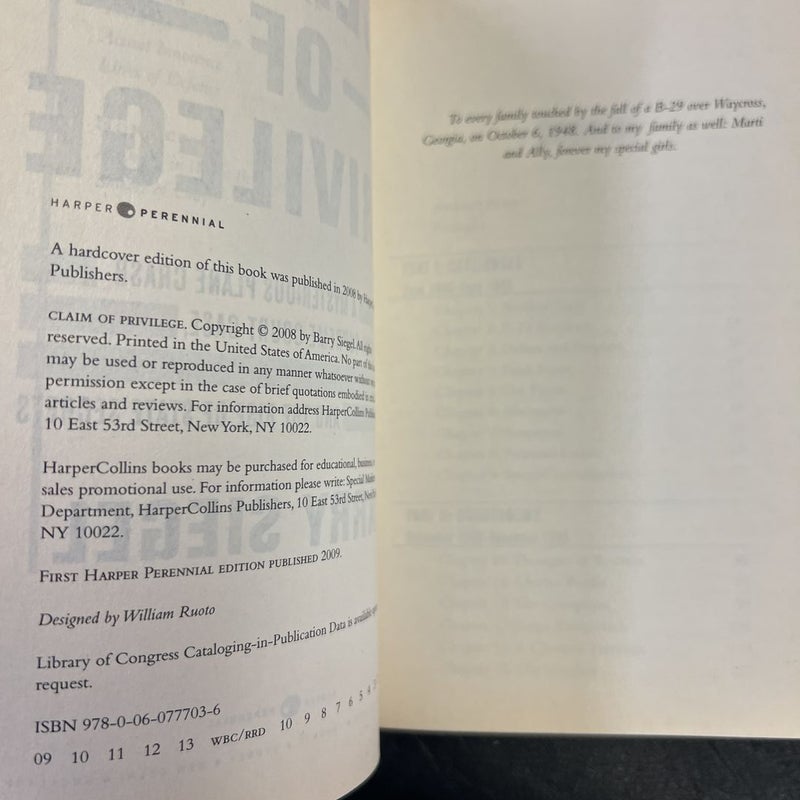 HARPER PERENNIAL
A hardcover edition of this book was published in 2008 by
Publishers.
CLAIM OF PRIVILEGE. Copyright © 2008 by Barry Siegel. All rights
reserved. Printed in the United States of America. No part of
may be used or reproduced in any manner whatsoever without
permission except in the case of brief quotations embodied in
articles and reviews. For information address HarperCollins
10 East 53rd Street, New York, NY 10022.
HarperCollins books may be purchased for educational, business,
sales promotional use. For information please write: Special
Department, HarperCollins Publishers, 10 East 53rd Street, New
NY 10022.
FIRST HARPER PERENNIAL EDITION PUBLISHED 2009.
Designed by William Ruoto
Library of Congress Cataloging-in-Publication Data is available
request.
ISBN 978-0-06-077703-6
09 10 11 12 13 WBC/RRD 10 9 8 7 6 5 4
To every family touched by the fall of a B-29 over Waycross,
Georgia, on October 6, 1948. And to my family as well: Marti
and Ally, forever my special girls.